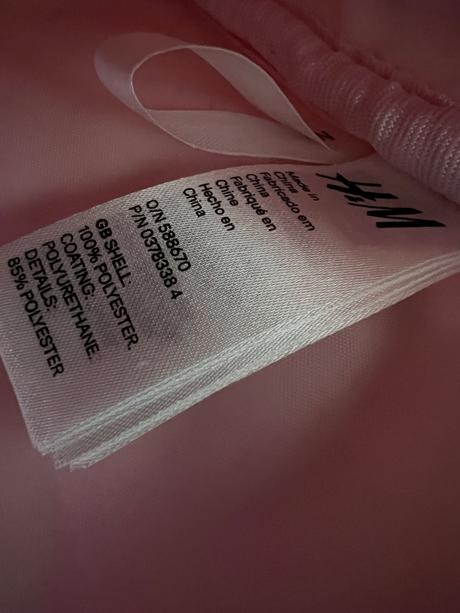 H&M
Made in
China
Fabricado em
China
Fabriqué en
Chine
Hecho en
China
O/N 588670
P/N 0378338 4
GB SHELL:
100% POLYESTER.
COATING:
POLYURETHANE.
DETAILS:
85% POLYESTER